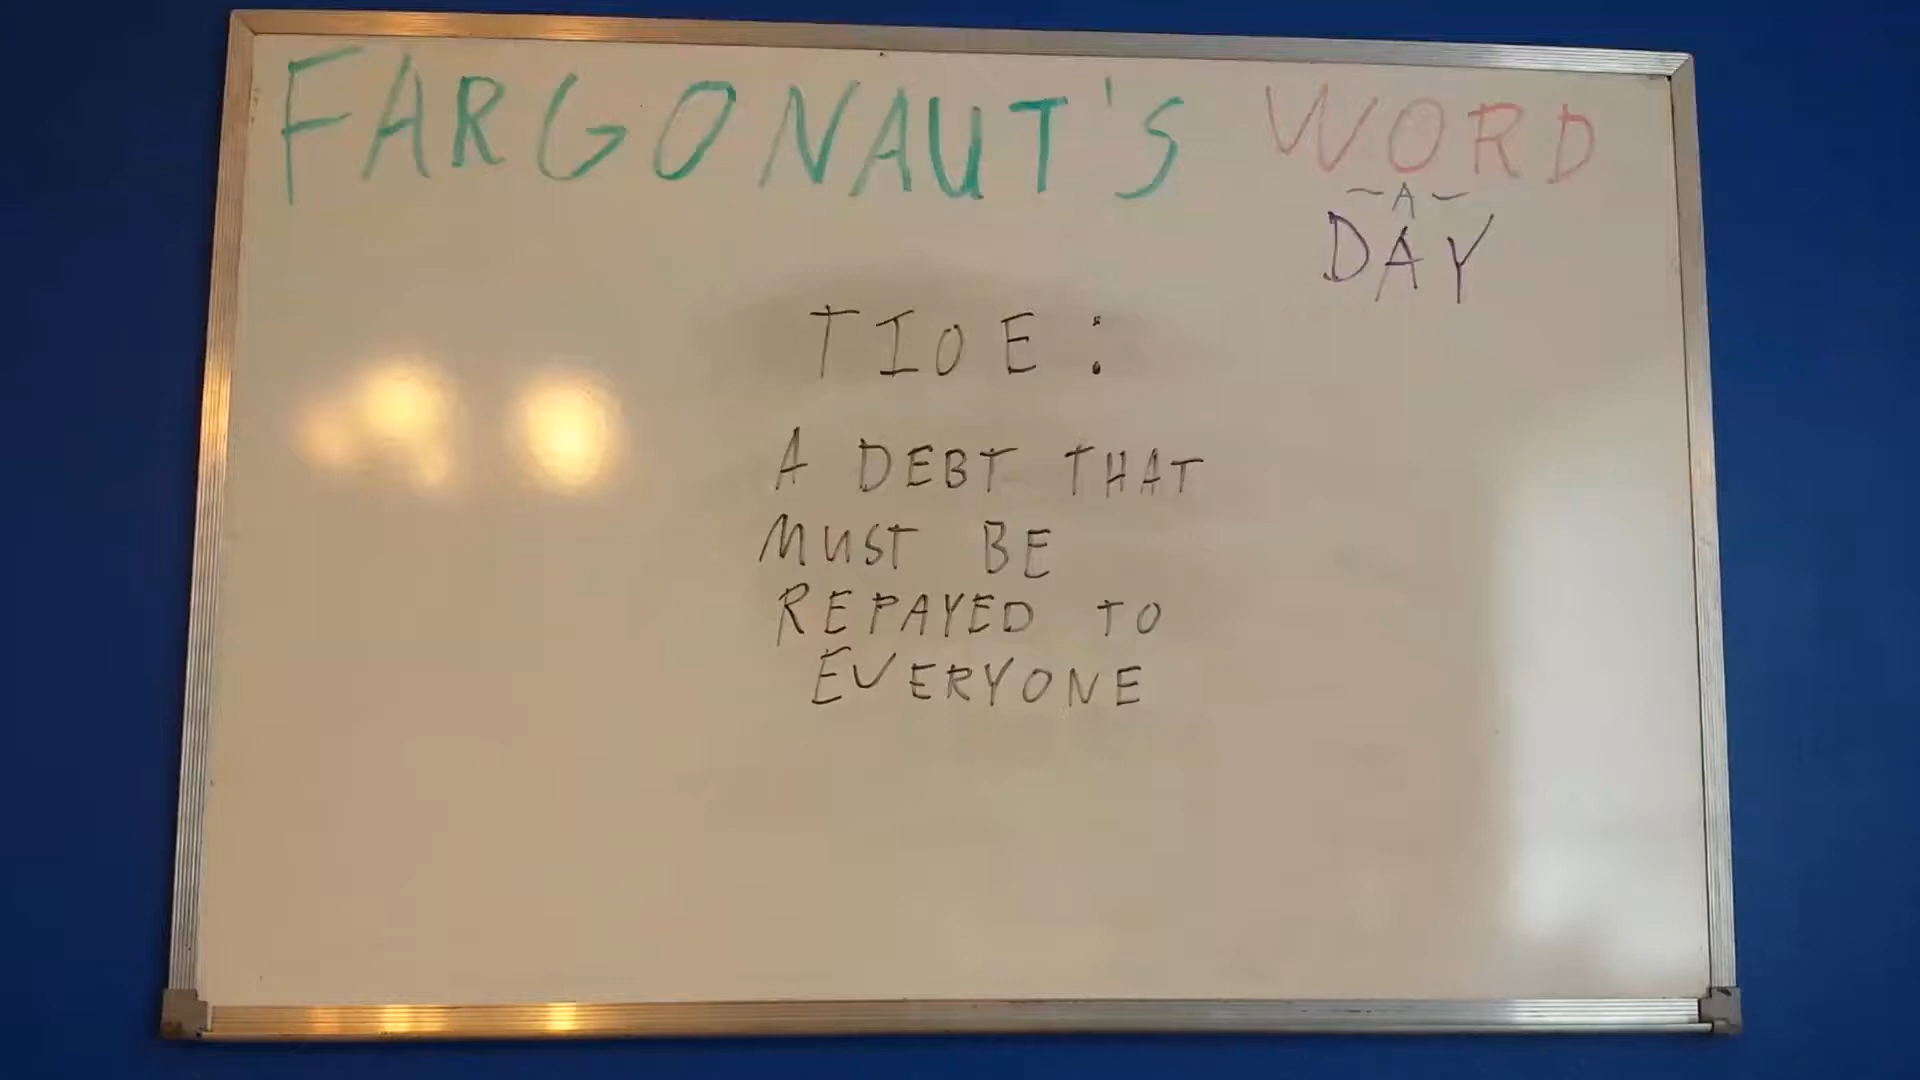 FARGONAUT'S WORD
~A~
DAY
TIOE:
A DEBT THAT
MUST BE
REPAYED TO
EVERYONE